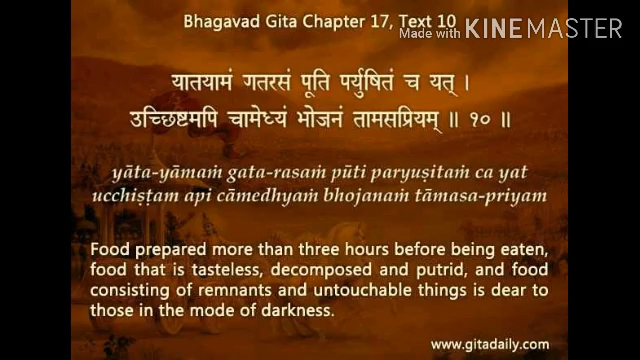 Bhagavad Gita Chapter 17, Text 10
Made with KINEMASTER
यातयामं गतरसं पूति पर्युषितं च यत् ।
उच्छिष्टमपि चामेध्यं भोजनं तामसप्रियम् ॥ १० ॥
yāta-yāmaṁ gata-rasaṁ pūti paryuṣitaṁ ca yat
ucchiṣṭam api cāmedhyaṁ bhojanaṁ tāmasa-priyam
Food prepared more than three hours before being eaten,
food that is tasteless, decomposed and putrid, and food
consisting of remnants and untouchable things is dear to
those in the mode of darkness.
www.gitadaily.com